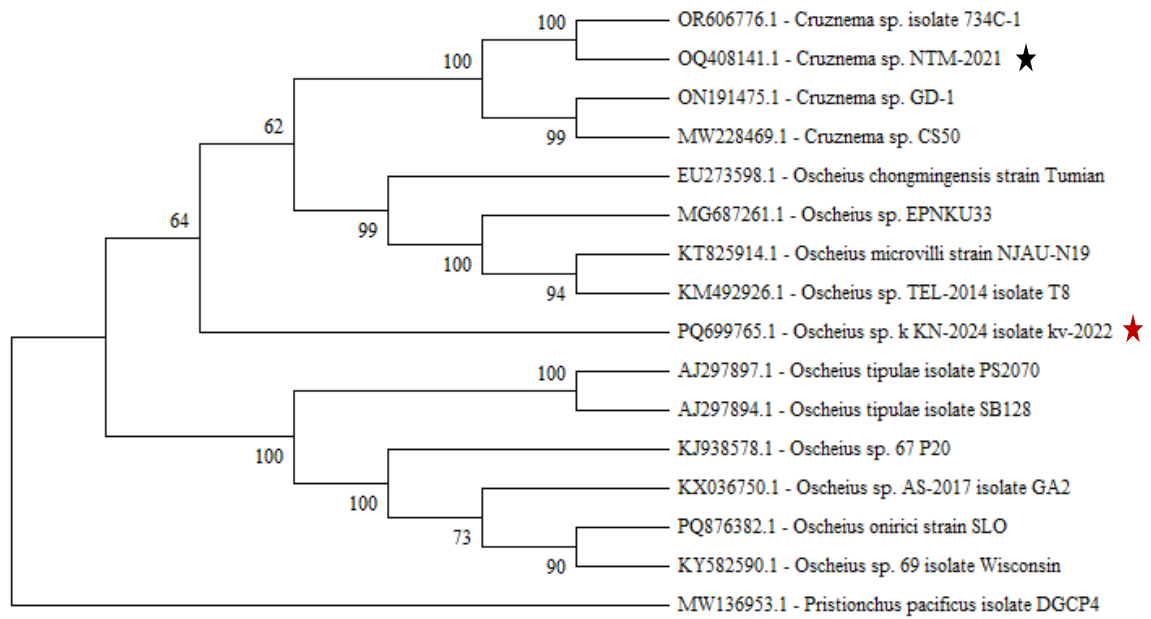 100
OR606776.1 - Cruznema sp. isolate 734C-1
OQ408141.1 - Cruznema sp. NTM-2021
100
ON191475.1 - Cruznema sp. GD-1
62
99
MW228469.1 - Cruznema sp. CS50
EU273598.1 - Oscheius chongmingensis strain Tumian
64
99
MG687261.1 - Oscheius sp. EPNKU33
100
KT825914.1 - Oscheius microvilli strain NJAU-N19
94
KM492926.1 - Oscheius sp. TEL-2014 isolate T8
PQ699765.1 - Oscheius sp. k KN-2024 isolate kv-2022
100
AJ297897.1 - Oscheius tipulae isolate PS2070
AJ297894.1 - Oscheius tipulae isolate SB128
100
KJ938578.1 - Oscheius sp. 67 P20
100
KX036750.1 - Oscheius sp. AS-2017 isolate GA2
73
PQ876382.1 - Oscheius onirici strain SLO
90
KY582590.1 - Oscheius sp. 69 isolate Wisconsin
MW136953.1 - Pristionchus pacificus isolate DGCP4